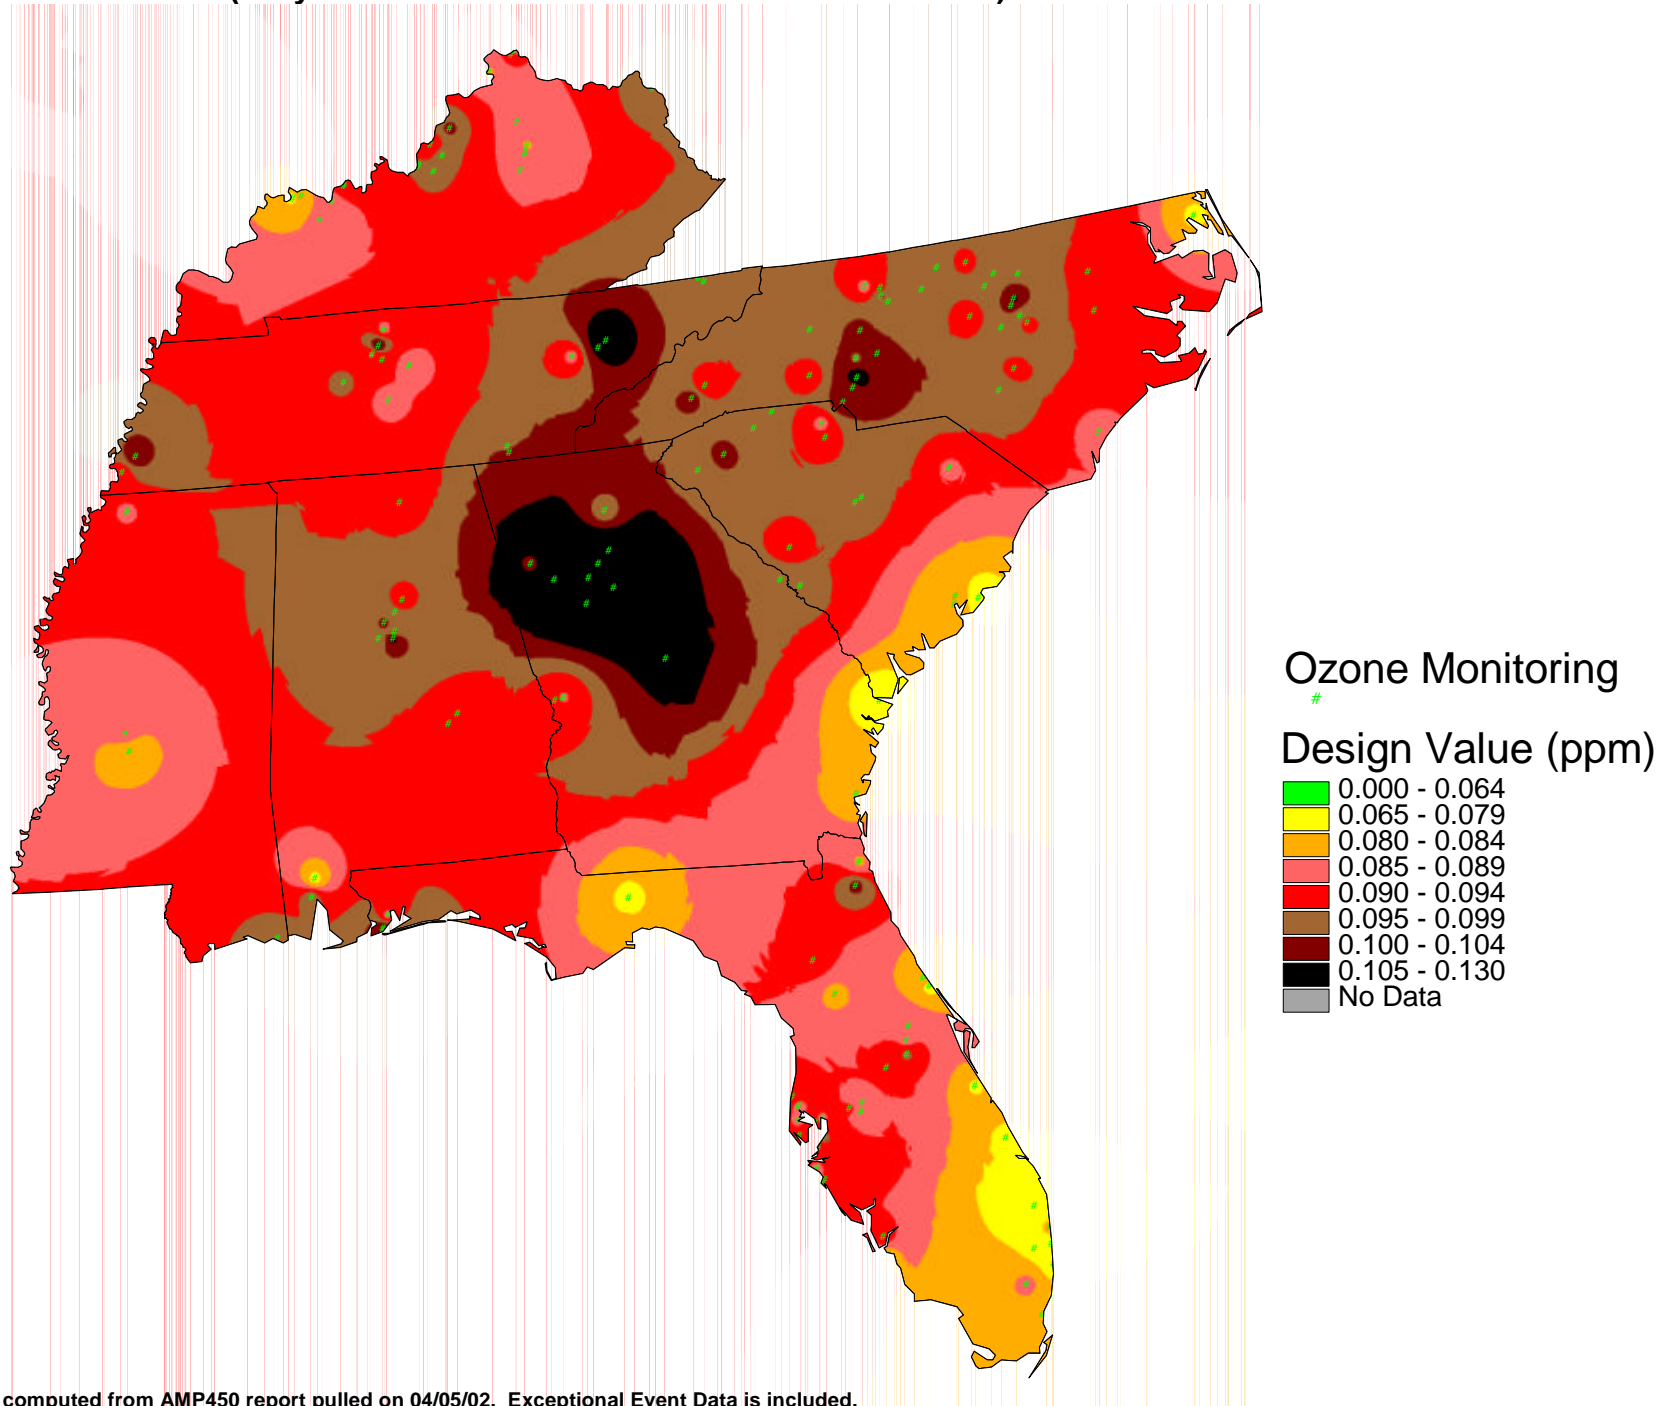 Ozone Monitoring
#
Design Value (ppm)
0.000 - 0.064
0.065 - 0.079
0.080 - 0.084
0.085 - 0.089
0.090 - 0.094
0.095 - 0.099
0.100 - 0.104
0.105 - 0.130
No Data
computed from AMP450 report pulled on 04/05/02. Exceptional Event Data is included.